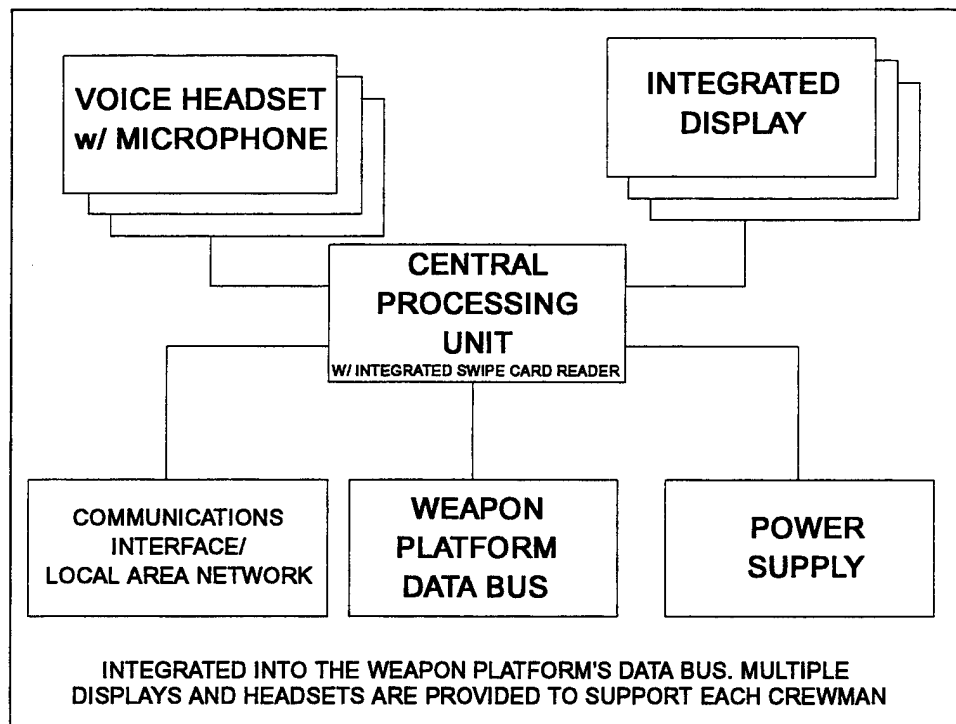 VOICE HEADSET
w/ MICROPHONE
INTEGRATED
DISPLAY
CENTRAL
PROCESSING
UNIT
W/ INTEGRATED SWIPE CARD READER
COMMUNICATIONS
INTERFACE/
LOCAL AREA NETWORK
WEAPON
PLATFORM
DATA BUS
POWER
SUPPLY
INTEGRATED INTO THE WEAPON PLATFORM'S DATA BUS. MULTIPLE
DISPLAYS AND HEADSETS ARE PROVIDED TO SUPPORT EACH CREWMAN